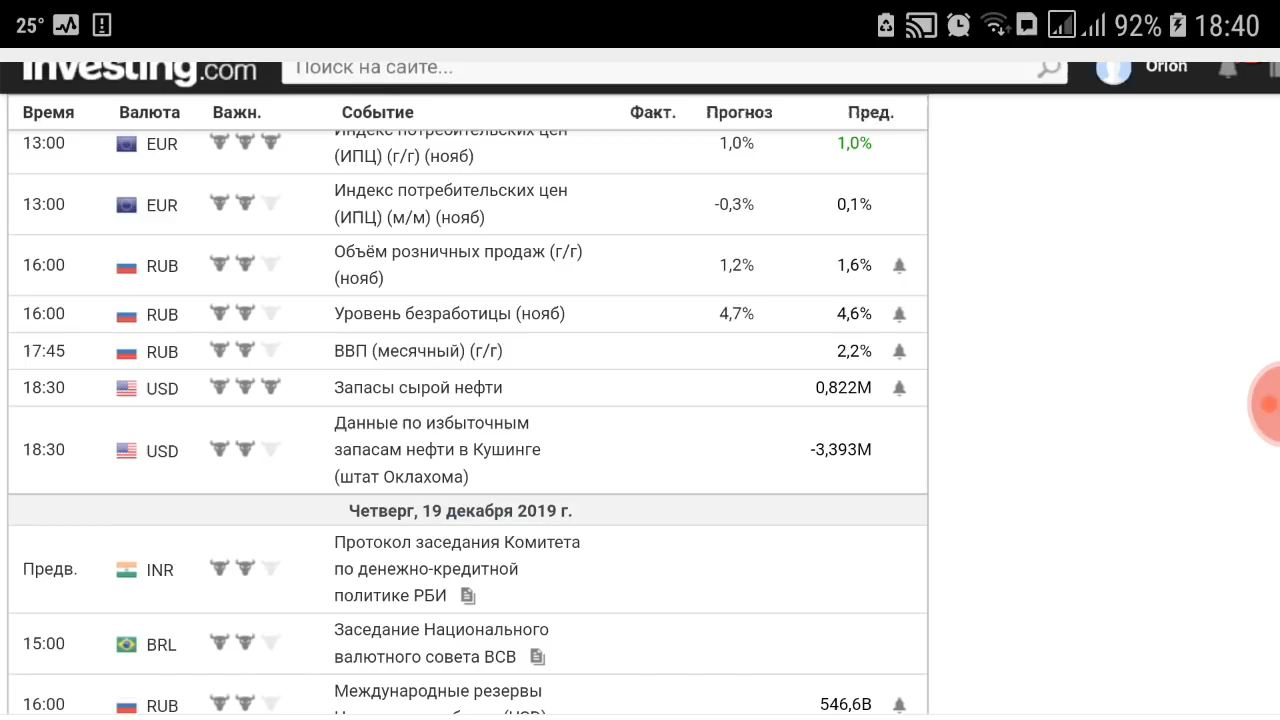 25°
92% 18:40
Investing.com Поиск на сайте... Orion
Время Валюта Важн. Событие Факт. Прогноз Пред.
13:00 EUR Индекс потребительских цен (ИПЦ) (г/г) (нояб) 1,0% 1,0%
13:00 EUR Индекс потребительских цен (ИПЦ) (м/м) (нояб) -0,3% 0,1%
16:00 RUB Объём розничных продаж (г/г) (нояб) 1,2% 1,6%
16:00 RUB Уровень безработицы (нояб) 4,7% 4,6%
17:45 RUB ВВП (месячный) (г/г) 2,2%
18:30 USD Запасы сырой нефти 0,822M
18:30 USD Данные по избыточным запасам нефти в Кушинге (штат Оклахома) -3,393M
Четверг, 19 декабря 2019 г.
Предв. INR Протокол заседания Комитета по денежно-кредитной политике РБИ
15:00 BRL Заседание Национального валютного совета ВСВ
16:00 RUB Международные резервы 546,6B